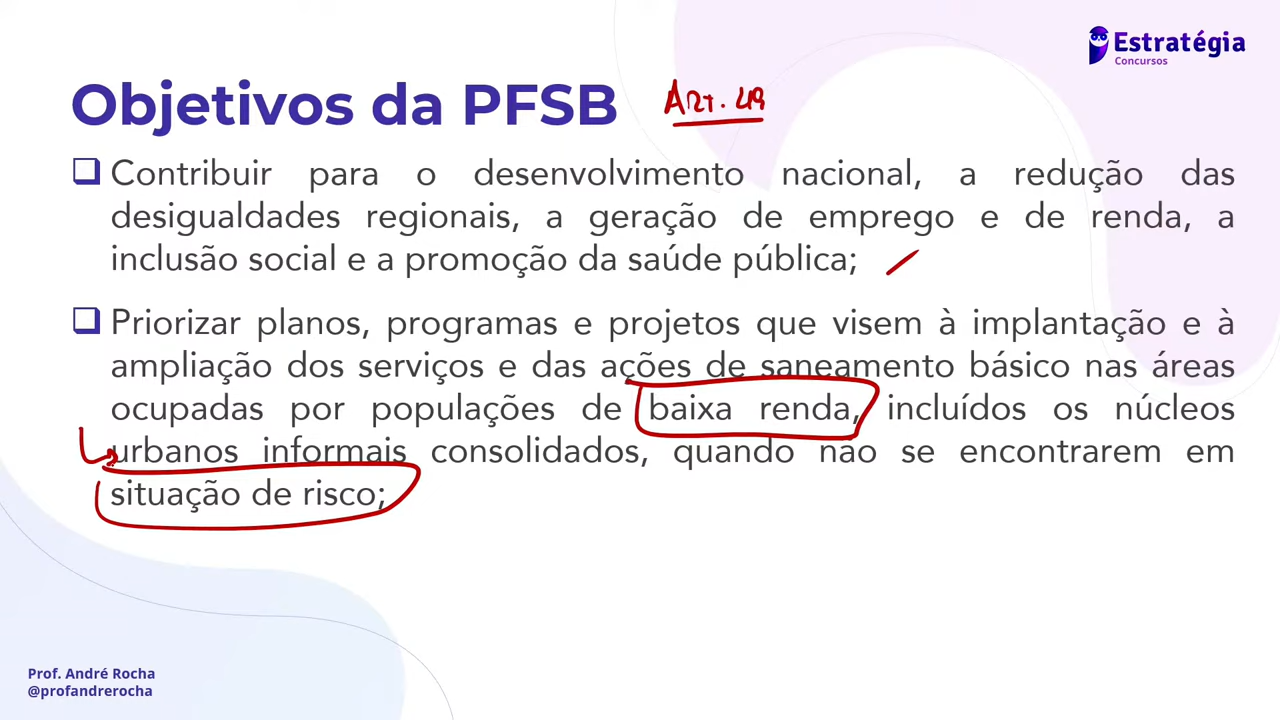 Estratégia
Concursos
Objetivos da PFSB Art. 49
❑ Contribuir para o desenvolvimento nacional, a redução das
desigualdades regionais, a geração de emprego e de renda, a
inclusão social e a promoção da saúde pública;
❑ Priorizar planos, programas e projetos que visem à implantação e à
ampliação dos serviços e das ações de saneamento básico nas áreas
ocupadas por populações de baixa renda, incluídos os núcleos
urbanos informais consolidados, quando não se encontrarem em
situação de risco;
Prof. André Rocha
@profandrerocha